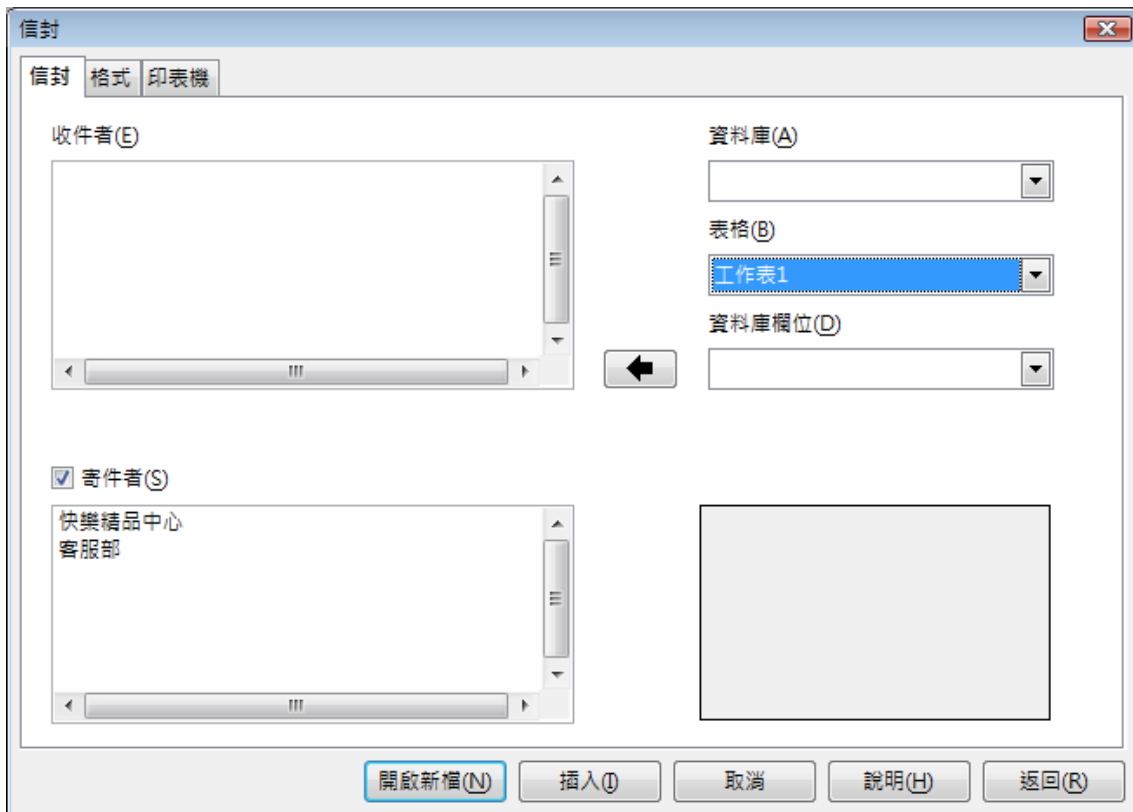 信封
信封 格式 印表機
收件者(E)
資料庫(A)
表格(B)
工作表1
資料庫欄位(D)
寄件者(S)
快樂精品中心
客服部
開啟新檔(N) 插入(I) 取消 說明(H) 返回(R)